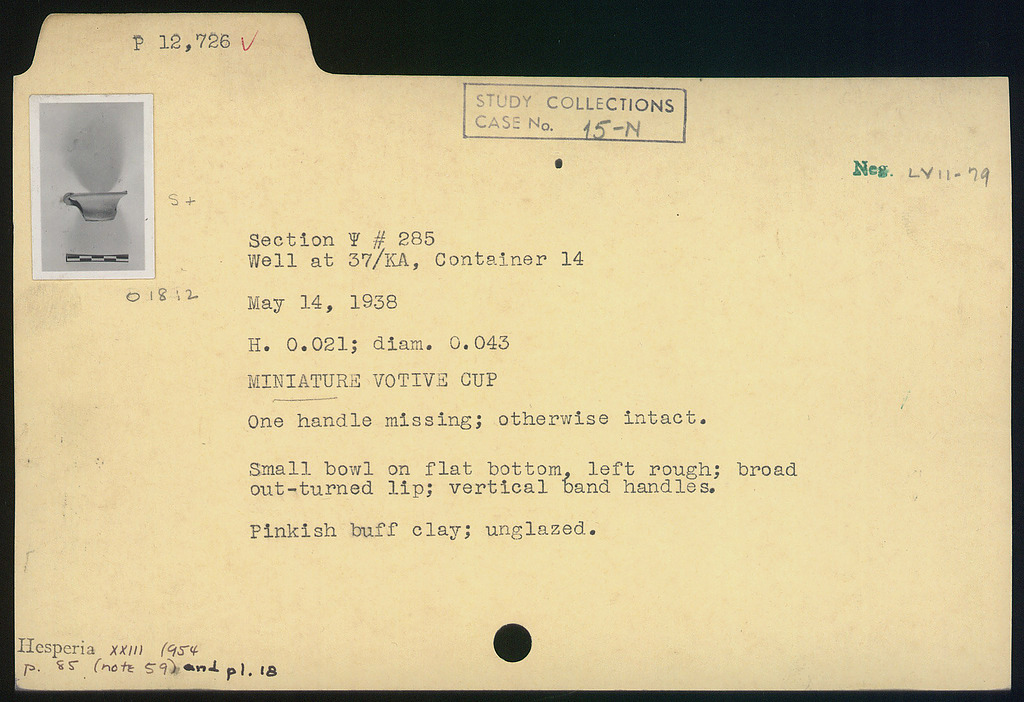 P 12,726 ✓
STUDY COLLECTIONS
CASE No. 15-N
Neg. LVII-79
S+
Section Ψ # 285
Well at 37/KA, Container 14
01812
May 14, 1938
H. 0.021; diam. 0.043
MINIATURE VOTIVE CUP
One handle missing; otherwise intact.
Small bowl on flat bottom, left rough; broad
out-turned lip; vertical band handles.
Pinkish buff clay; unglazed.
Hesperia XXIII 1954
p. 85 (note 59) and pl. 18